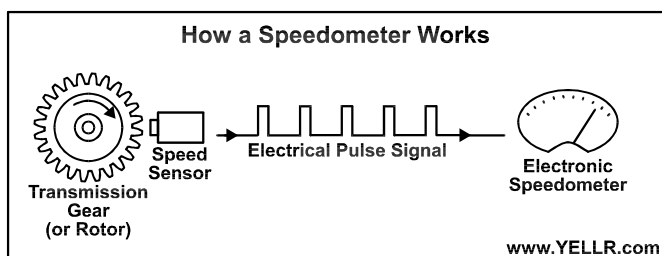 How a Speedometer Works
Speed
Sensor
Electrical Pulse Signal
Electronic
Speedometer
Transmission
Gear
(or Rotor)
www.YELLR.com